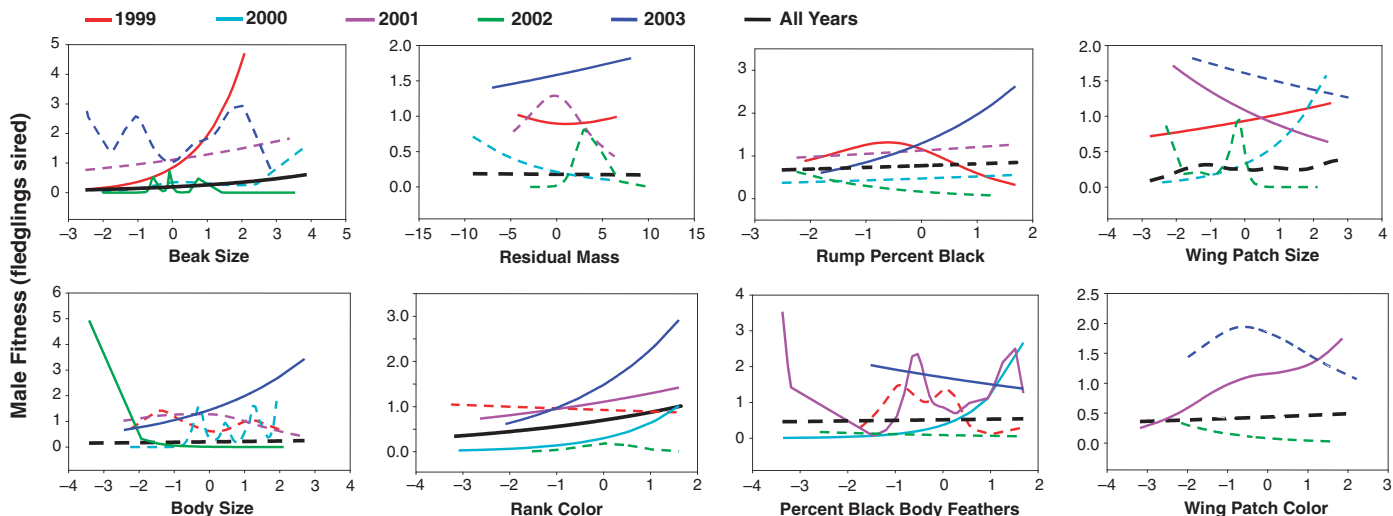 1999 2000 2001 2002 2003 All Years
Male Fitness (fledglings sired)
5
4
3
2
1
0
–3 –2 –1 0 1 2 3 4 5
Beak Size
2.0
1.5
1.0
0.5
0.0
–15 –10 –5 0 5 10 15
Residual Mass
3
2
1
0
–3 –2 –1 0 1 2
Rump Percent Black
2.0
1.5
1.0
0.5
0.0
–4 –3 –2 –1 0 1 2 3 4
Wing Patch Size
6
5
4
3
2
1
0
–4 –3 –2 –1 0 1 2 3 4
Body Size
3.0
2.0
1.0
0.0
–4 –3 –2 –1 0 1 2
Rank Color
4
3
2
1
0
–4 –3 –2 –1 0 1 2
Percent Black Body Feathers
2.5
2.0
1.5
1.0
0.5
0.0
–4 –3 –2 –1 0 1 2 3
Wing Patch Color